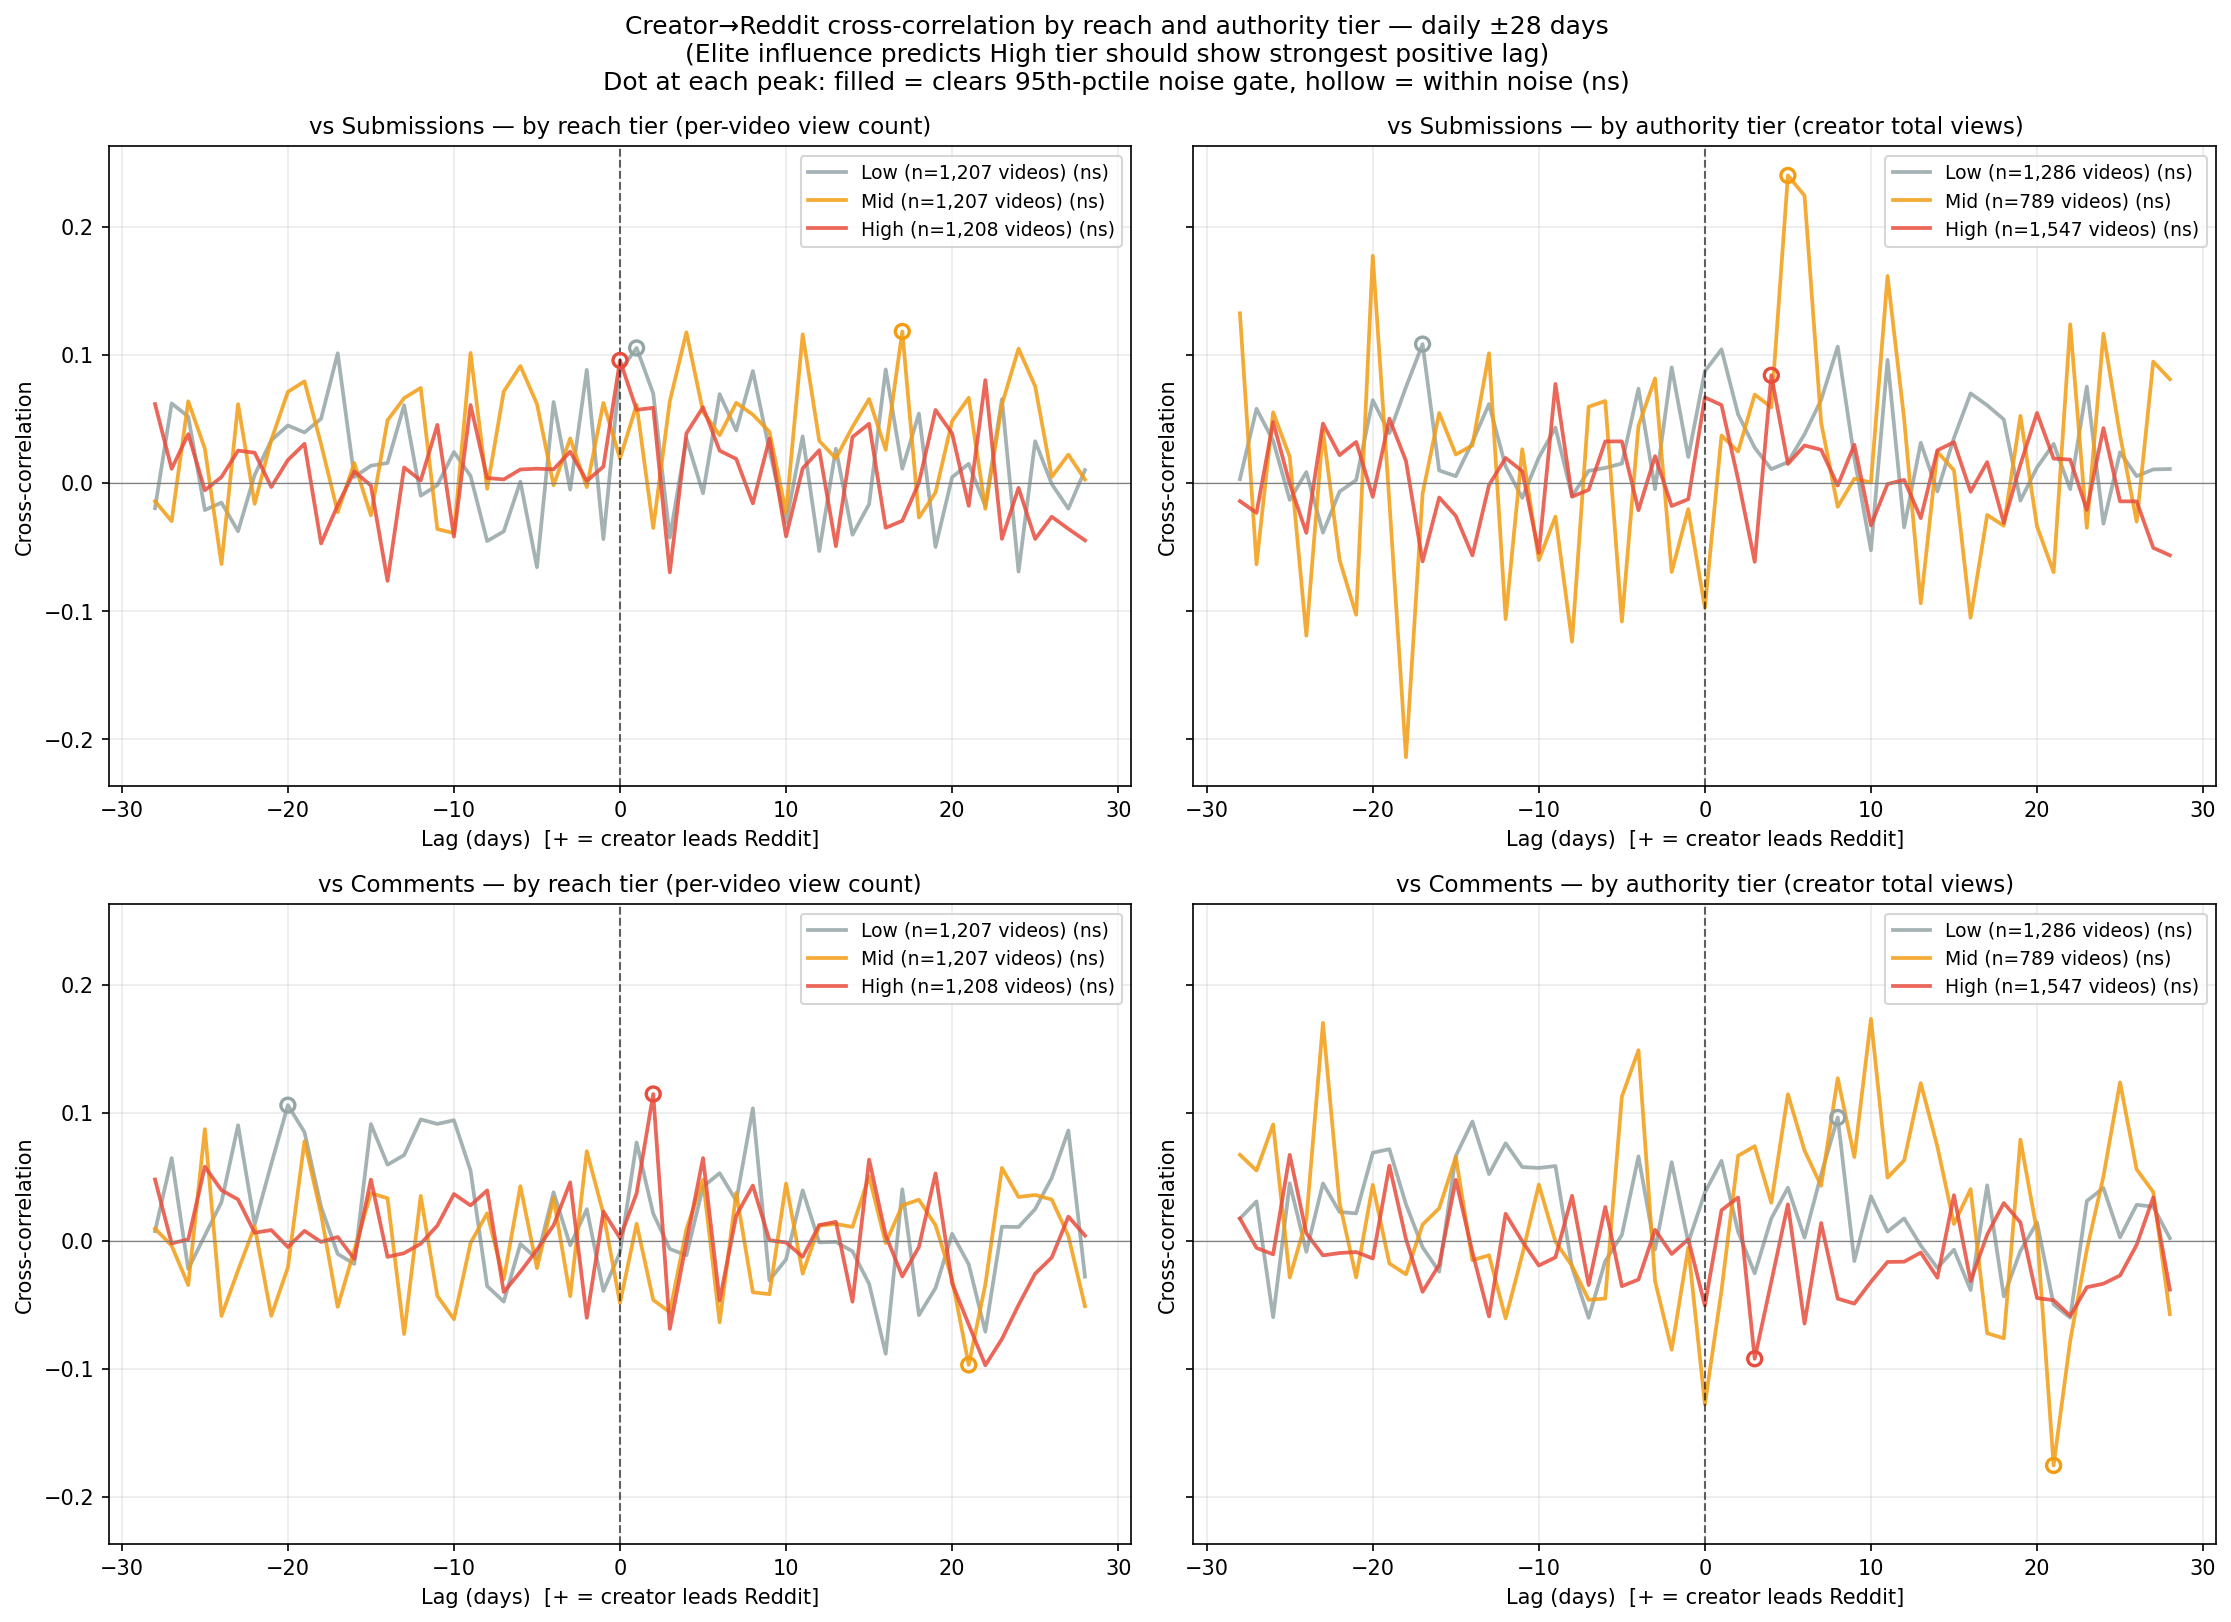 Creator→Reddit cross-correlation by reach and authority tier — daily ±28 days
(Elite influence predicts High tier should show strongest positive lag)
Dot at each peak: filled = clears 95th-pctile noise gate, hollow = within noise (ns)
vs Submissions — by reach tier (per-video view count)
Low (n=1,207 videos) (ns)
Mid (n=1,207 videos) (ns)
High (n=1,208 videos) (ns)
0.2
0.1
0.0
−0.1
−0.2
Cross-correlation
−30
−20
−10
0
10
20
30
Lag (days)  [+ = creator leads Reddit]
vs Submissions — by authority tier (creator total views)
Low (n=1,286 videos) (ns)
Mid (n=789 videos) (ns)
High (n=1,547 videos) (ns)
Cross-correlation
−30
−20
−10
0
10
20
30
Lag (days)  [+ = creator leads Reddit]
vs Comments — by reach tier (per-video view count)
Low (n=1,207 videos) (ns)
Mid (n=1,207 videos) (ns)
High (n=1,208 videos) (ns)
0.2
0.1
0.0
−0.1
−0.2
Cross-correlation
−30
−20
−10
0
10
20
30
Lag (days)  [+ = creator leads Reddit]
vs Comments — by authority tier (creator total views)
Low (n=1,286 videos) (ns)
Mid (n=789 videos) (ns)
High (n=1,547 videos) (ns)
Cross-correlation
−30
−20
−10
0
10
20
30
Lag (days)  [+ = creator leads Reddit]